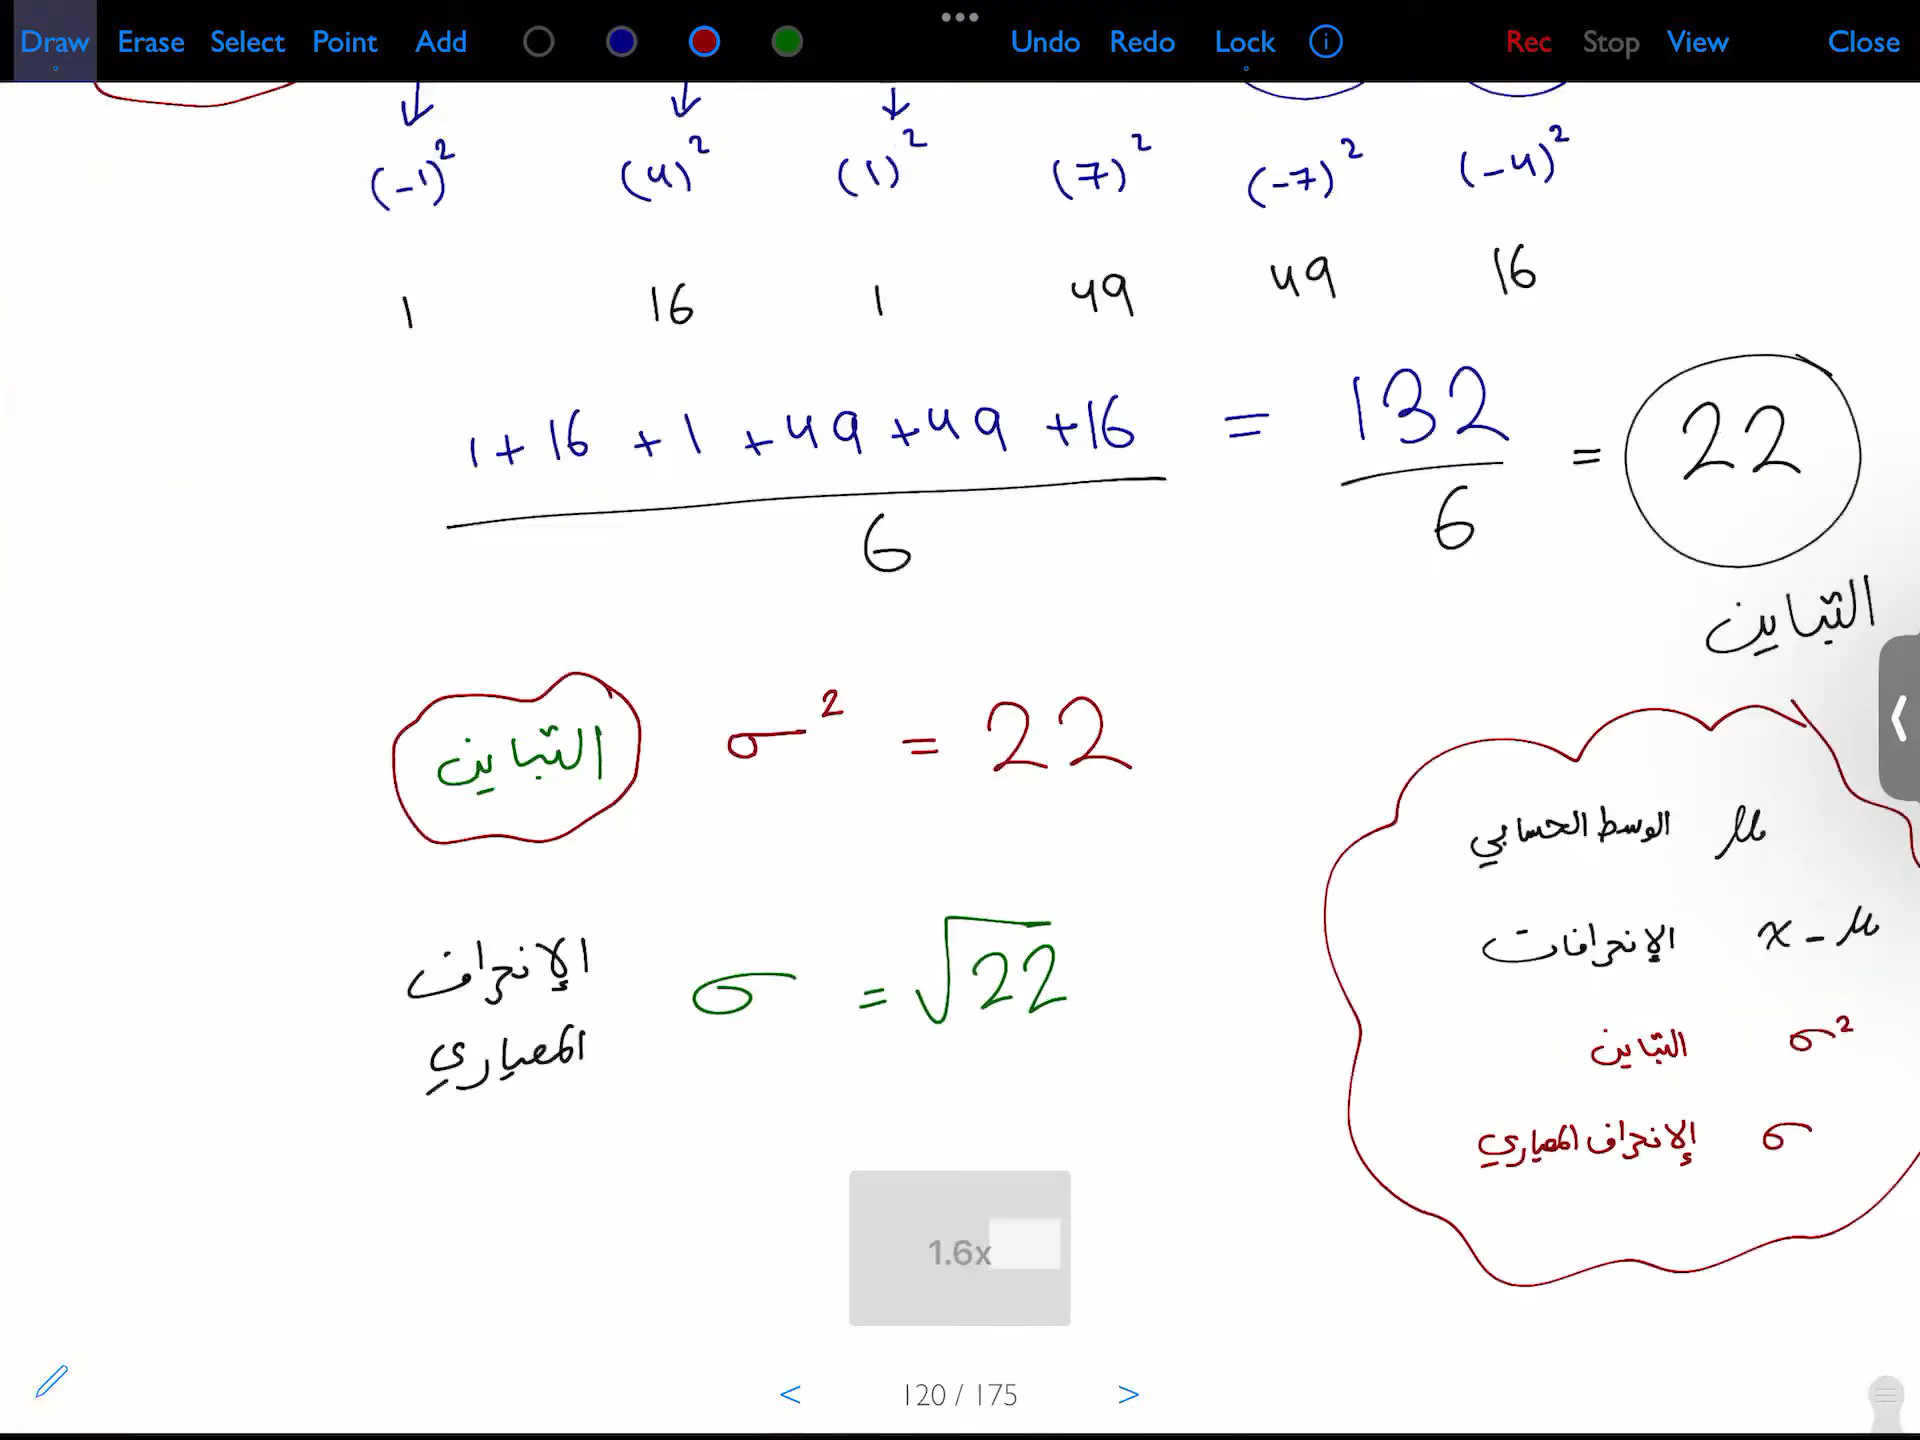 Draw Erase Select Point Add Undo Redo Lock Rec Stop View Close
(-1)² (4)² (1)² (7)² (-7)² (-4)²
1 16 1 49 49 16
1 + 16 + 1 + 49 + 49 + 16 = 132 = 22
6 6
التباين
التباين σ² = 22
الوسط الحسابي μ
الإنحرافات x - μ
الإنحراف σ = √22
المعياري
التباين σ²
الإنحراف المعياري σ
1.6x
< 120 / 175 >